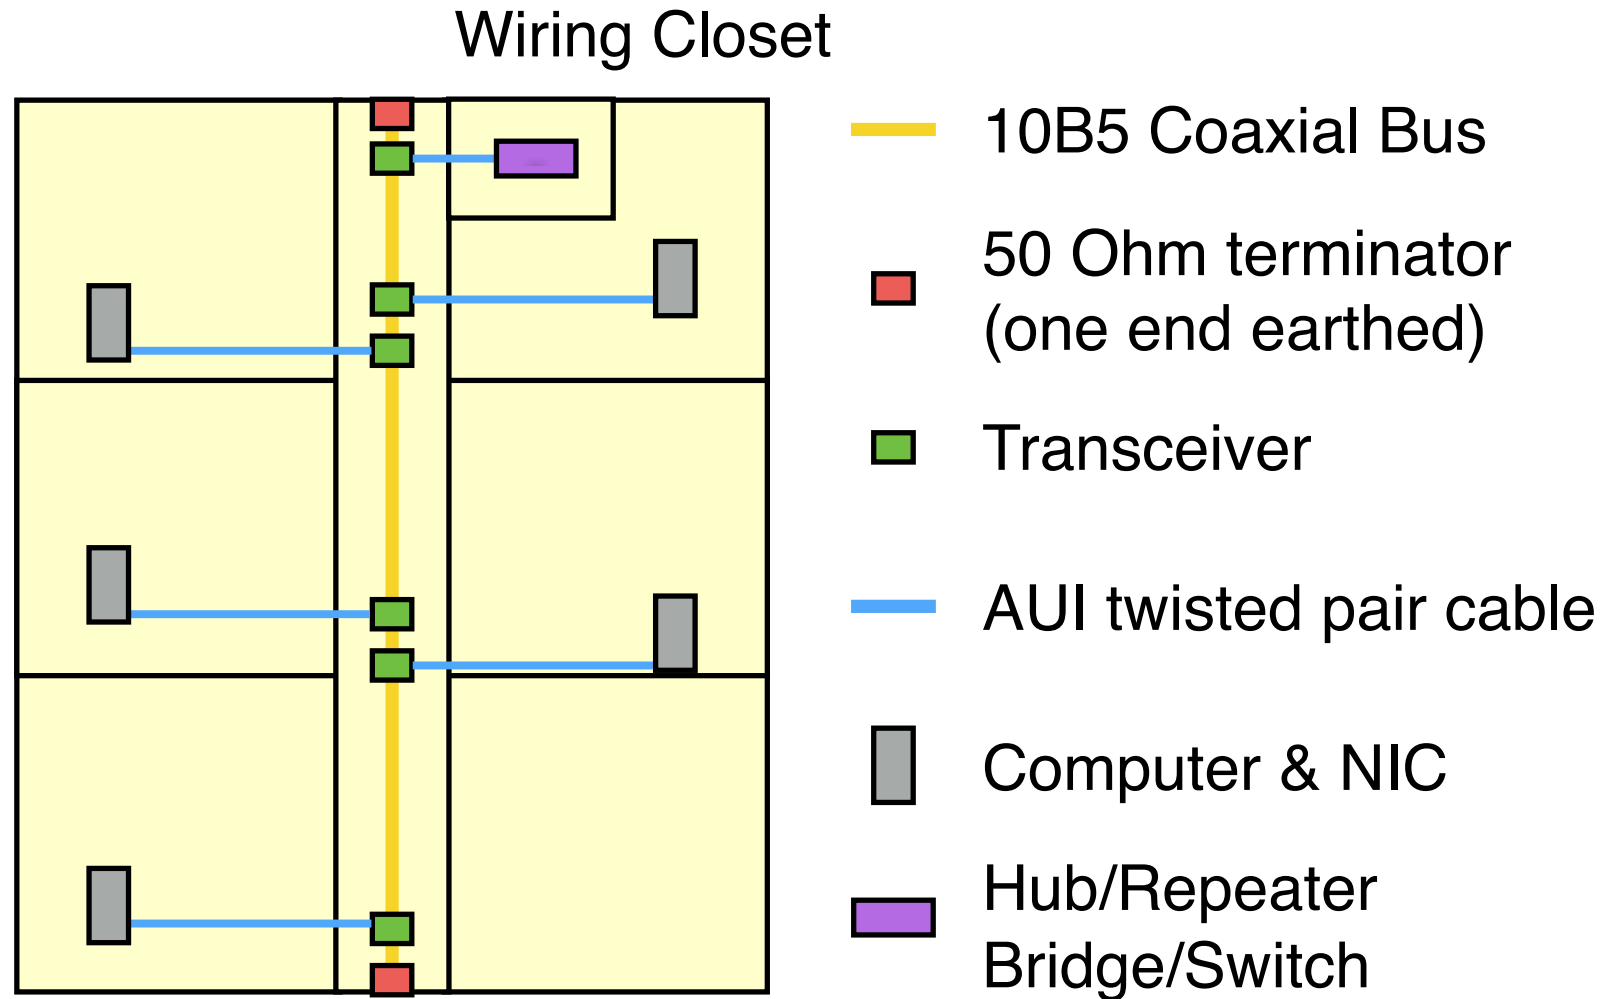 Wiring Closet
10B5 Coaxial Bus
50 Ohm terminator
(one end earthed)
Transceiver
AUI twisted pair cable
Computer & NIC
Hub/Repeater
Bridge/Switch